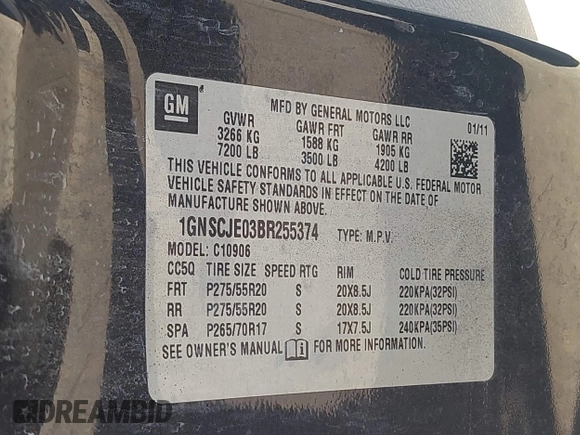 GM
MFD BY GENERAL MOTORS LLC
GVWR GAWR FRT GAWR RR 01/11
3266 KG 1588 KG 1905 KG
7200 LB 3500 LB 4200 LB
THIS VEHICLE CONFORMS TO ALL APPLICABLE U.S. FEDERAL MOTOR
VEHICLE SAFETY STANDARDS IN EFFECT ON THE DATE OF
MANUFACTURE SHOWN ABOVE.
1GNSCJE03BR255374 TYPE: M.P.V.
MODEL: C10906
CC5Q TIRE SIZE SPEED RTG RIM COLD TIRE PRESSURE
FRT P275/55R20 S 20X8.5J 220KPA(32PSI)
RR P275/55R20 S 20X8.5J 220KPA(32PSI)
SPA P265/70R17 S 17X7.5J 240KPA(35PSI)
SEE OWNER'S MANUAL FOR MORE INFORMATION.
DREAMBID